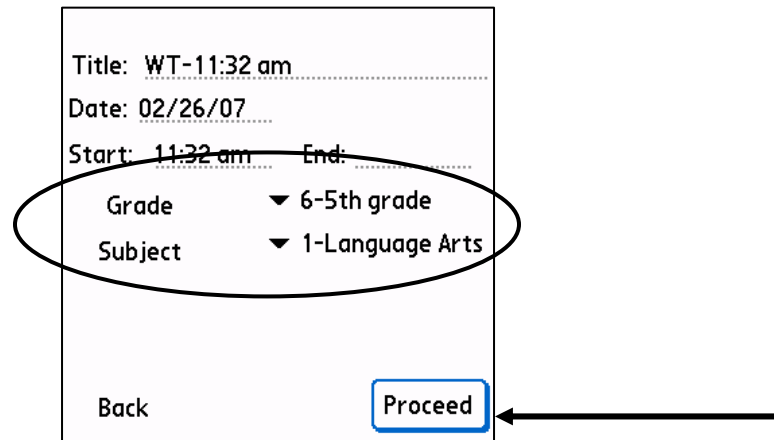 Title: WT-11:32 am
Date: 02/26/07
Start: 11:32 am End:
Grade 6-5th grade
Subject 1-Language Arts
Back Proceed